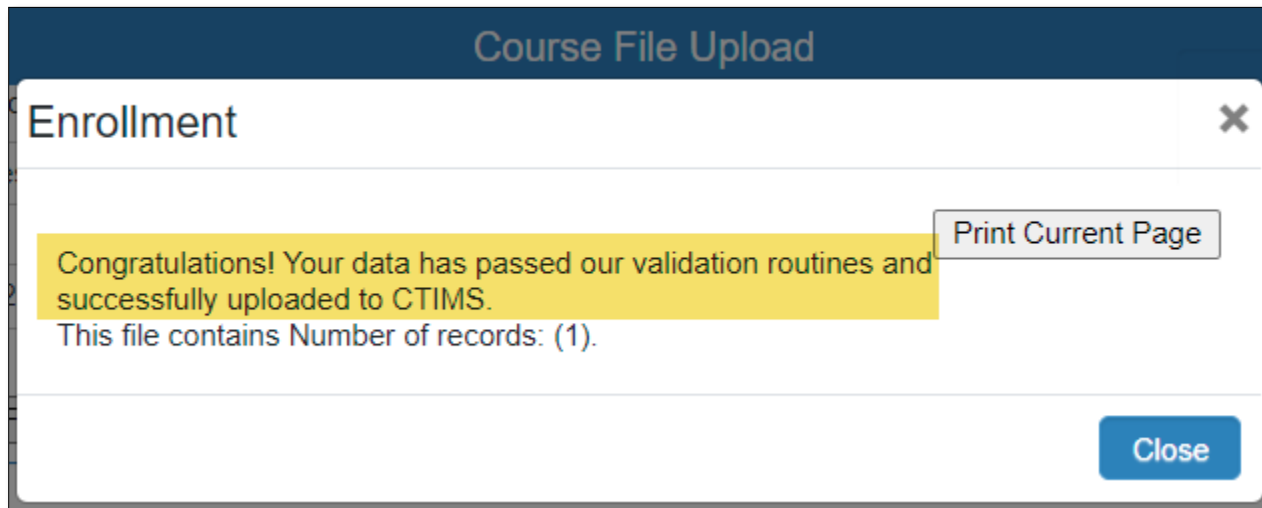 Course File Upload
Enrollment
Print Current Page
Congratulations! Your data has passed our validation routines and
successfully uploaded to CTIMS.
This file contains Number of records: (1).
Close